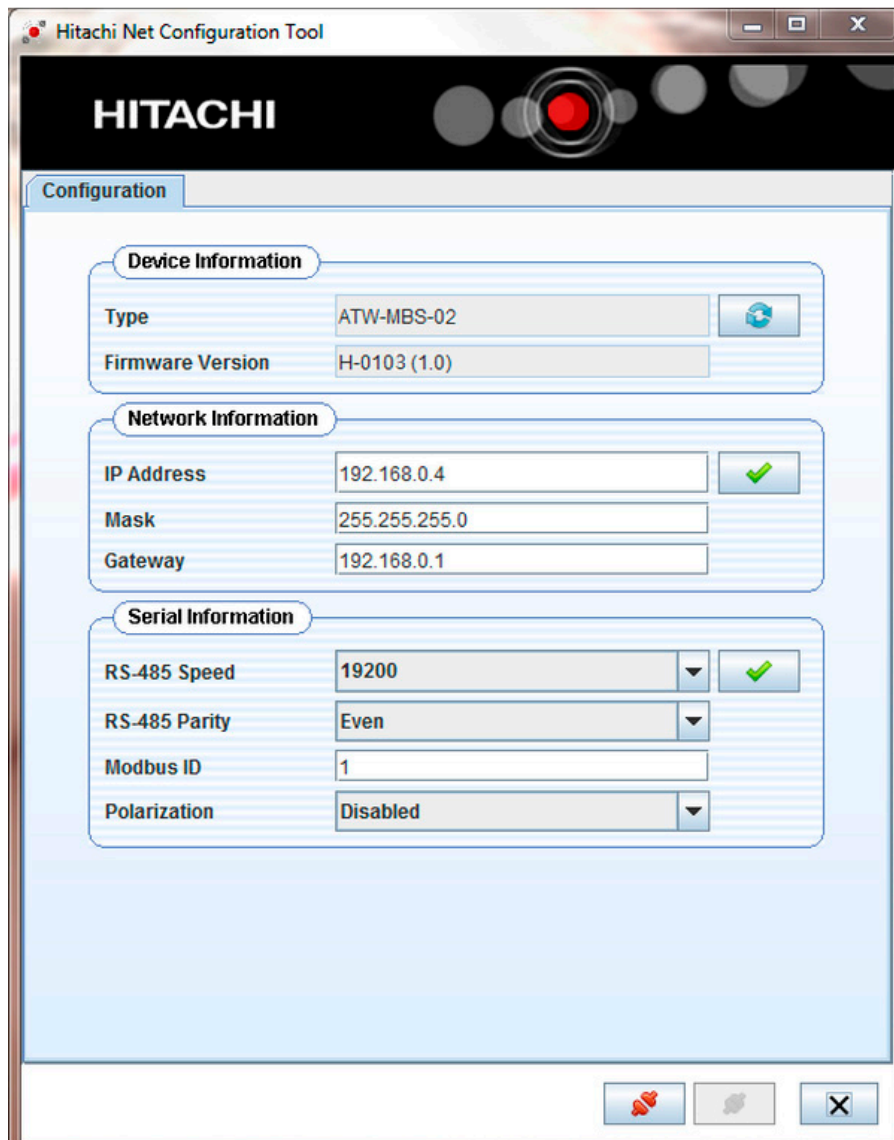 Hitachi Net Configuration Tool
HITACHI
Configuration
Device Information
Type ATW-MBS-02
Firmware Version H-0103 (1.0)
Network Information
IP Address 192.168.0.4
Mask 255.255.255.0
Gateway 192.168.0.1
Serial Information
RS-485 Speed 19200
RS-485 Parity Even
Modbus ID 1
Polarization Disabled